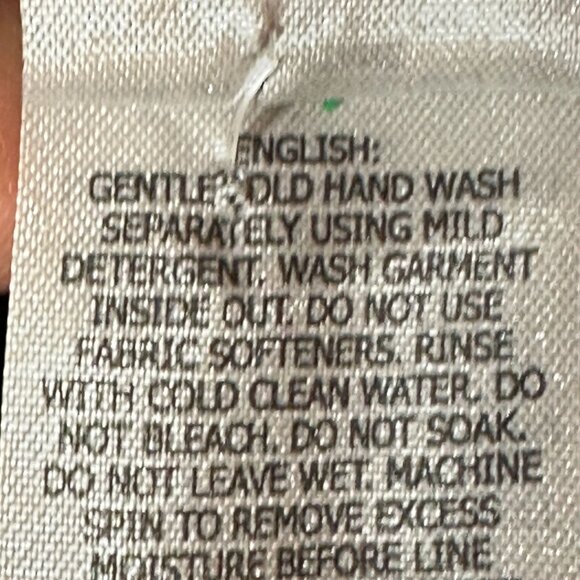 ENGLISH:
GENTLE COLD HAND WASH
SEPARATELY USING MILD
DETERGENT. WASH GARMENT
INSIDE OUT. DO NOT USE
FABRIC SOFTENERS. RINSE
WITH COLD CLEAN WATER. DO
NOT BLEACH. DO NOT SOAK.
DO NOT LEAVE WET. MACHINE
SPIN TO REMOVE EXCESS
MOISTURE BEFORE LINE